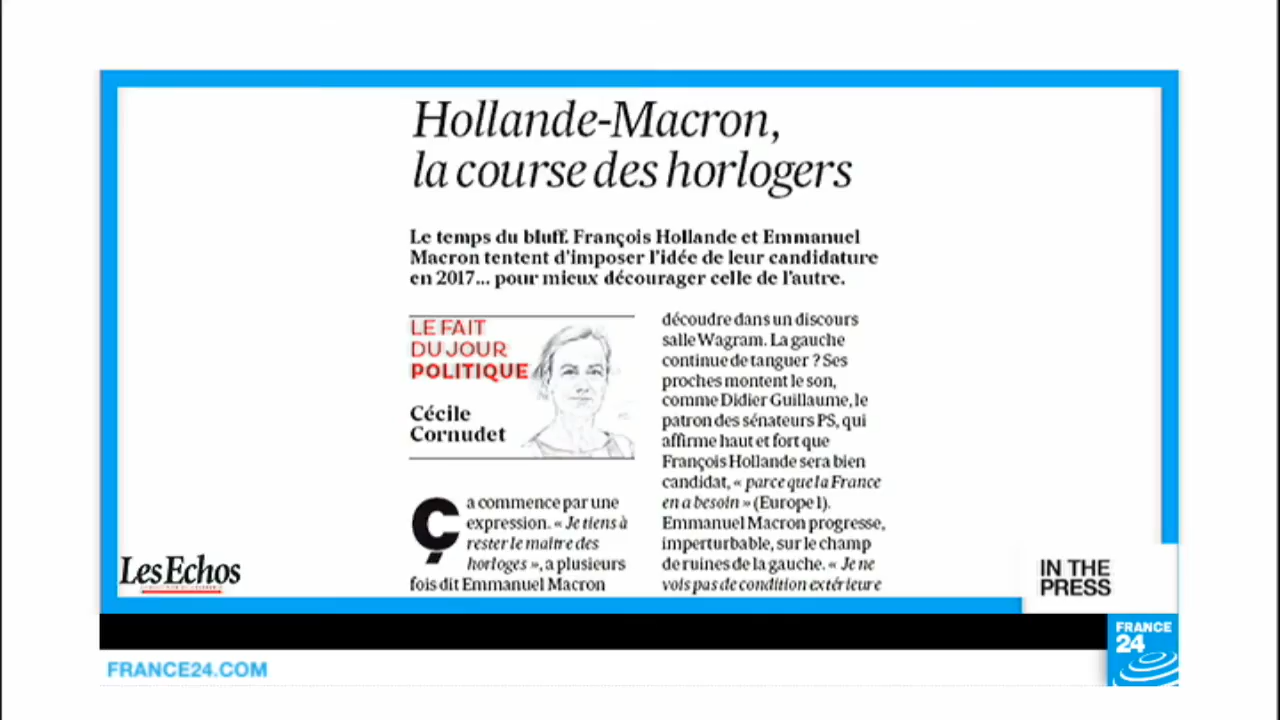 Hollande-Macron,
la course des horlogers
Le temps du bluff. François Hollande et Emmanuel
Macron tentent d'imposer l'idée de leur candidature
en 2017... pour mieux décourager celle de l'autre.
LE FAIT
DU JOUR
POLITIQUE
Cécile
Cornudet
Ça commence par une
expression. « Je tiens à
rester le maître des
horloges », a plusieurs
fois dit Emmanuel Macron
découdre dans un discours
salle Wagram. La gauche
continue de tanguer ? Ses
proches montent le son,
comme Didier Guillaume, le
patron des sénateurs PS, qui
affirme haut et fort que
François Hollande sera bien
candidat, « parce que la France
en a besoin » (Europe 1).
Emmanuel Macron progresse,
imperturbable, sur le champ
de ruines de la gauche. « Je ne
vois pas de condition extérieure
Les Echos
IN THE
PRESS
FRANCE
24
FRANCE24.COM